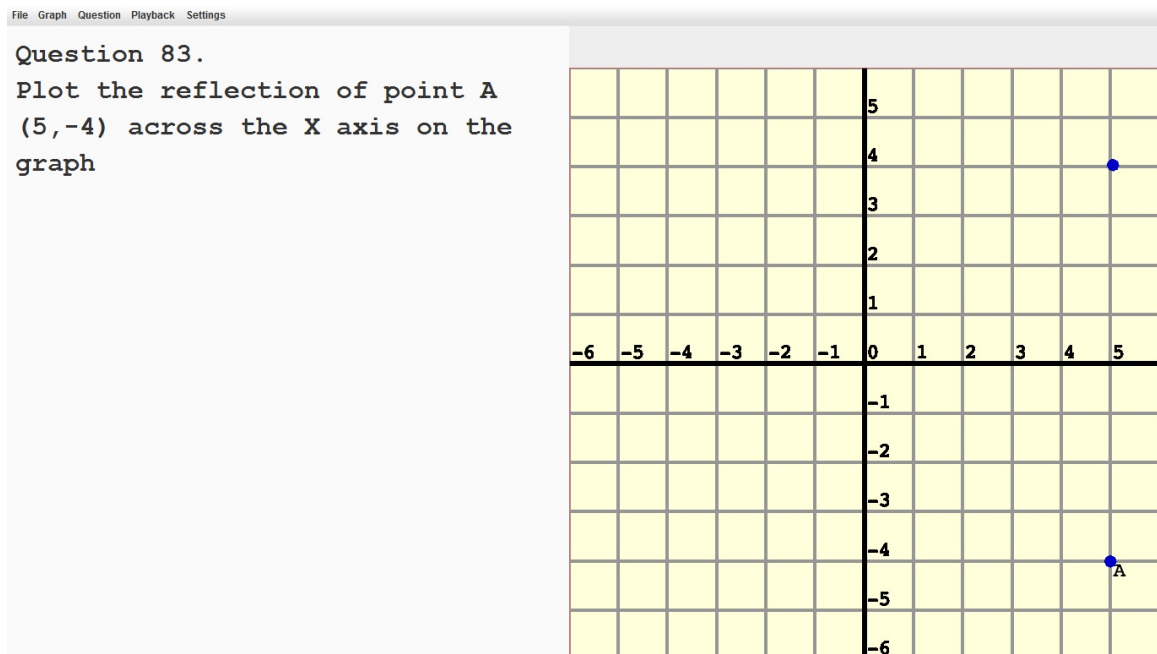 File Graph Question Playback Settings
Question 83.
Plot the reflection of point A
(5,-4) across the X axis on the
graph
5
4
3
2
1
-6 -5 -4 -3 -2 -1 0 1 2 3 4 5
-1
-2
-3
-4
A
-5
-6